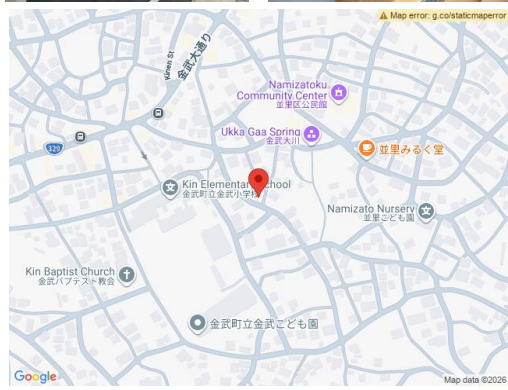 Map error: g.co/staticmaperror
Kinen St
金武大通り
Namizatoku
Community Center
並里区公民館
Ukka Gaa Spring
金武大川
並里みるく堂
329
Kin Elementary School
金武町立金武小学校
Namizato Nursery
並里こども園
Kin Baptist Church
金武バプテスト教会
金武町立金武こども園
Google
Map data ©2026